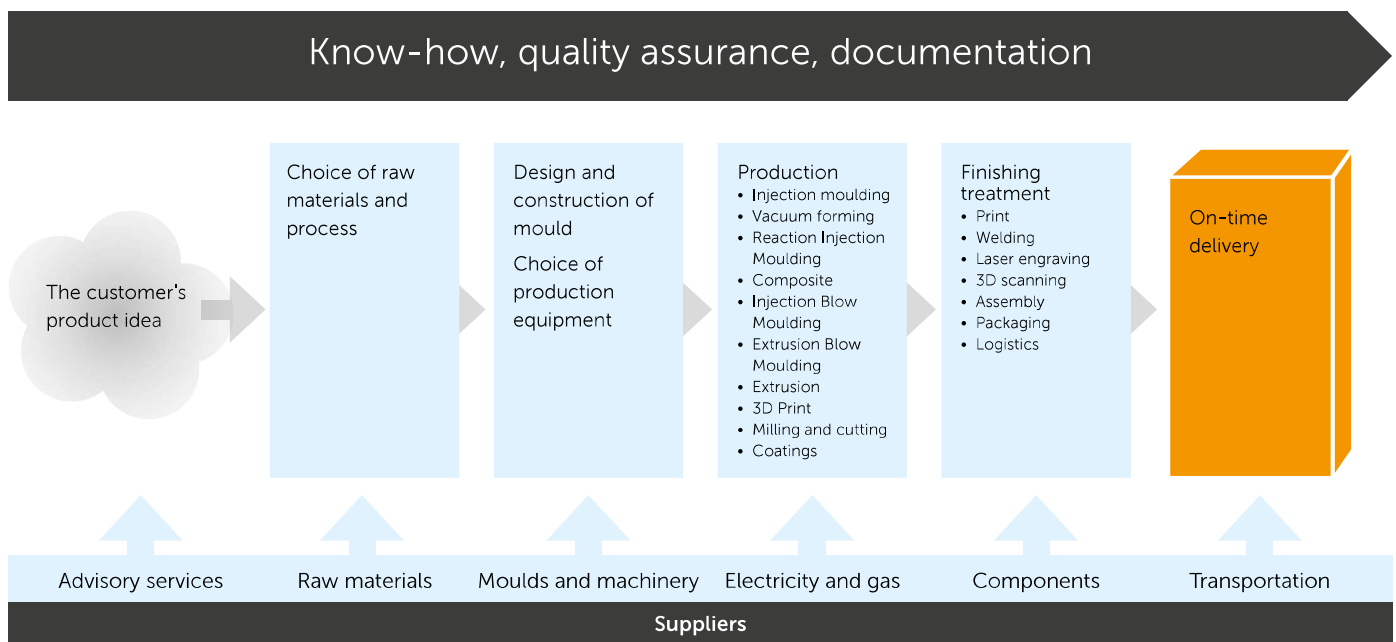 Know-how, quality assurance, documentation
The customer's
product idea
Choice of raw
materials and
process
Design and
construction of
mould
Choice of
production
equipment
Production
• Injection moulding
• Vacuum forming
• Reaction Injection
Moulding
• Composite
• Injection Blow
Moulding
• Extrusion Blow
Moulding
• Extrusion
• 3D Print
• Milling and cutting
• Coatings
Finishing
treatment
• Print
• Welding
• Laser engraving
• 3D scanning
• Assembly
• Packaging
• Logistics
On-time
delivery
Advisory services
Raw materials
Moulds and machinery
Electricity and gas
Components
Transportation
Suppliers